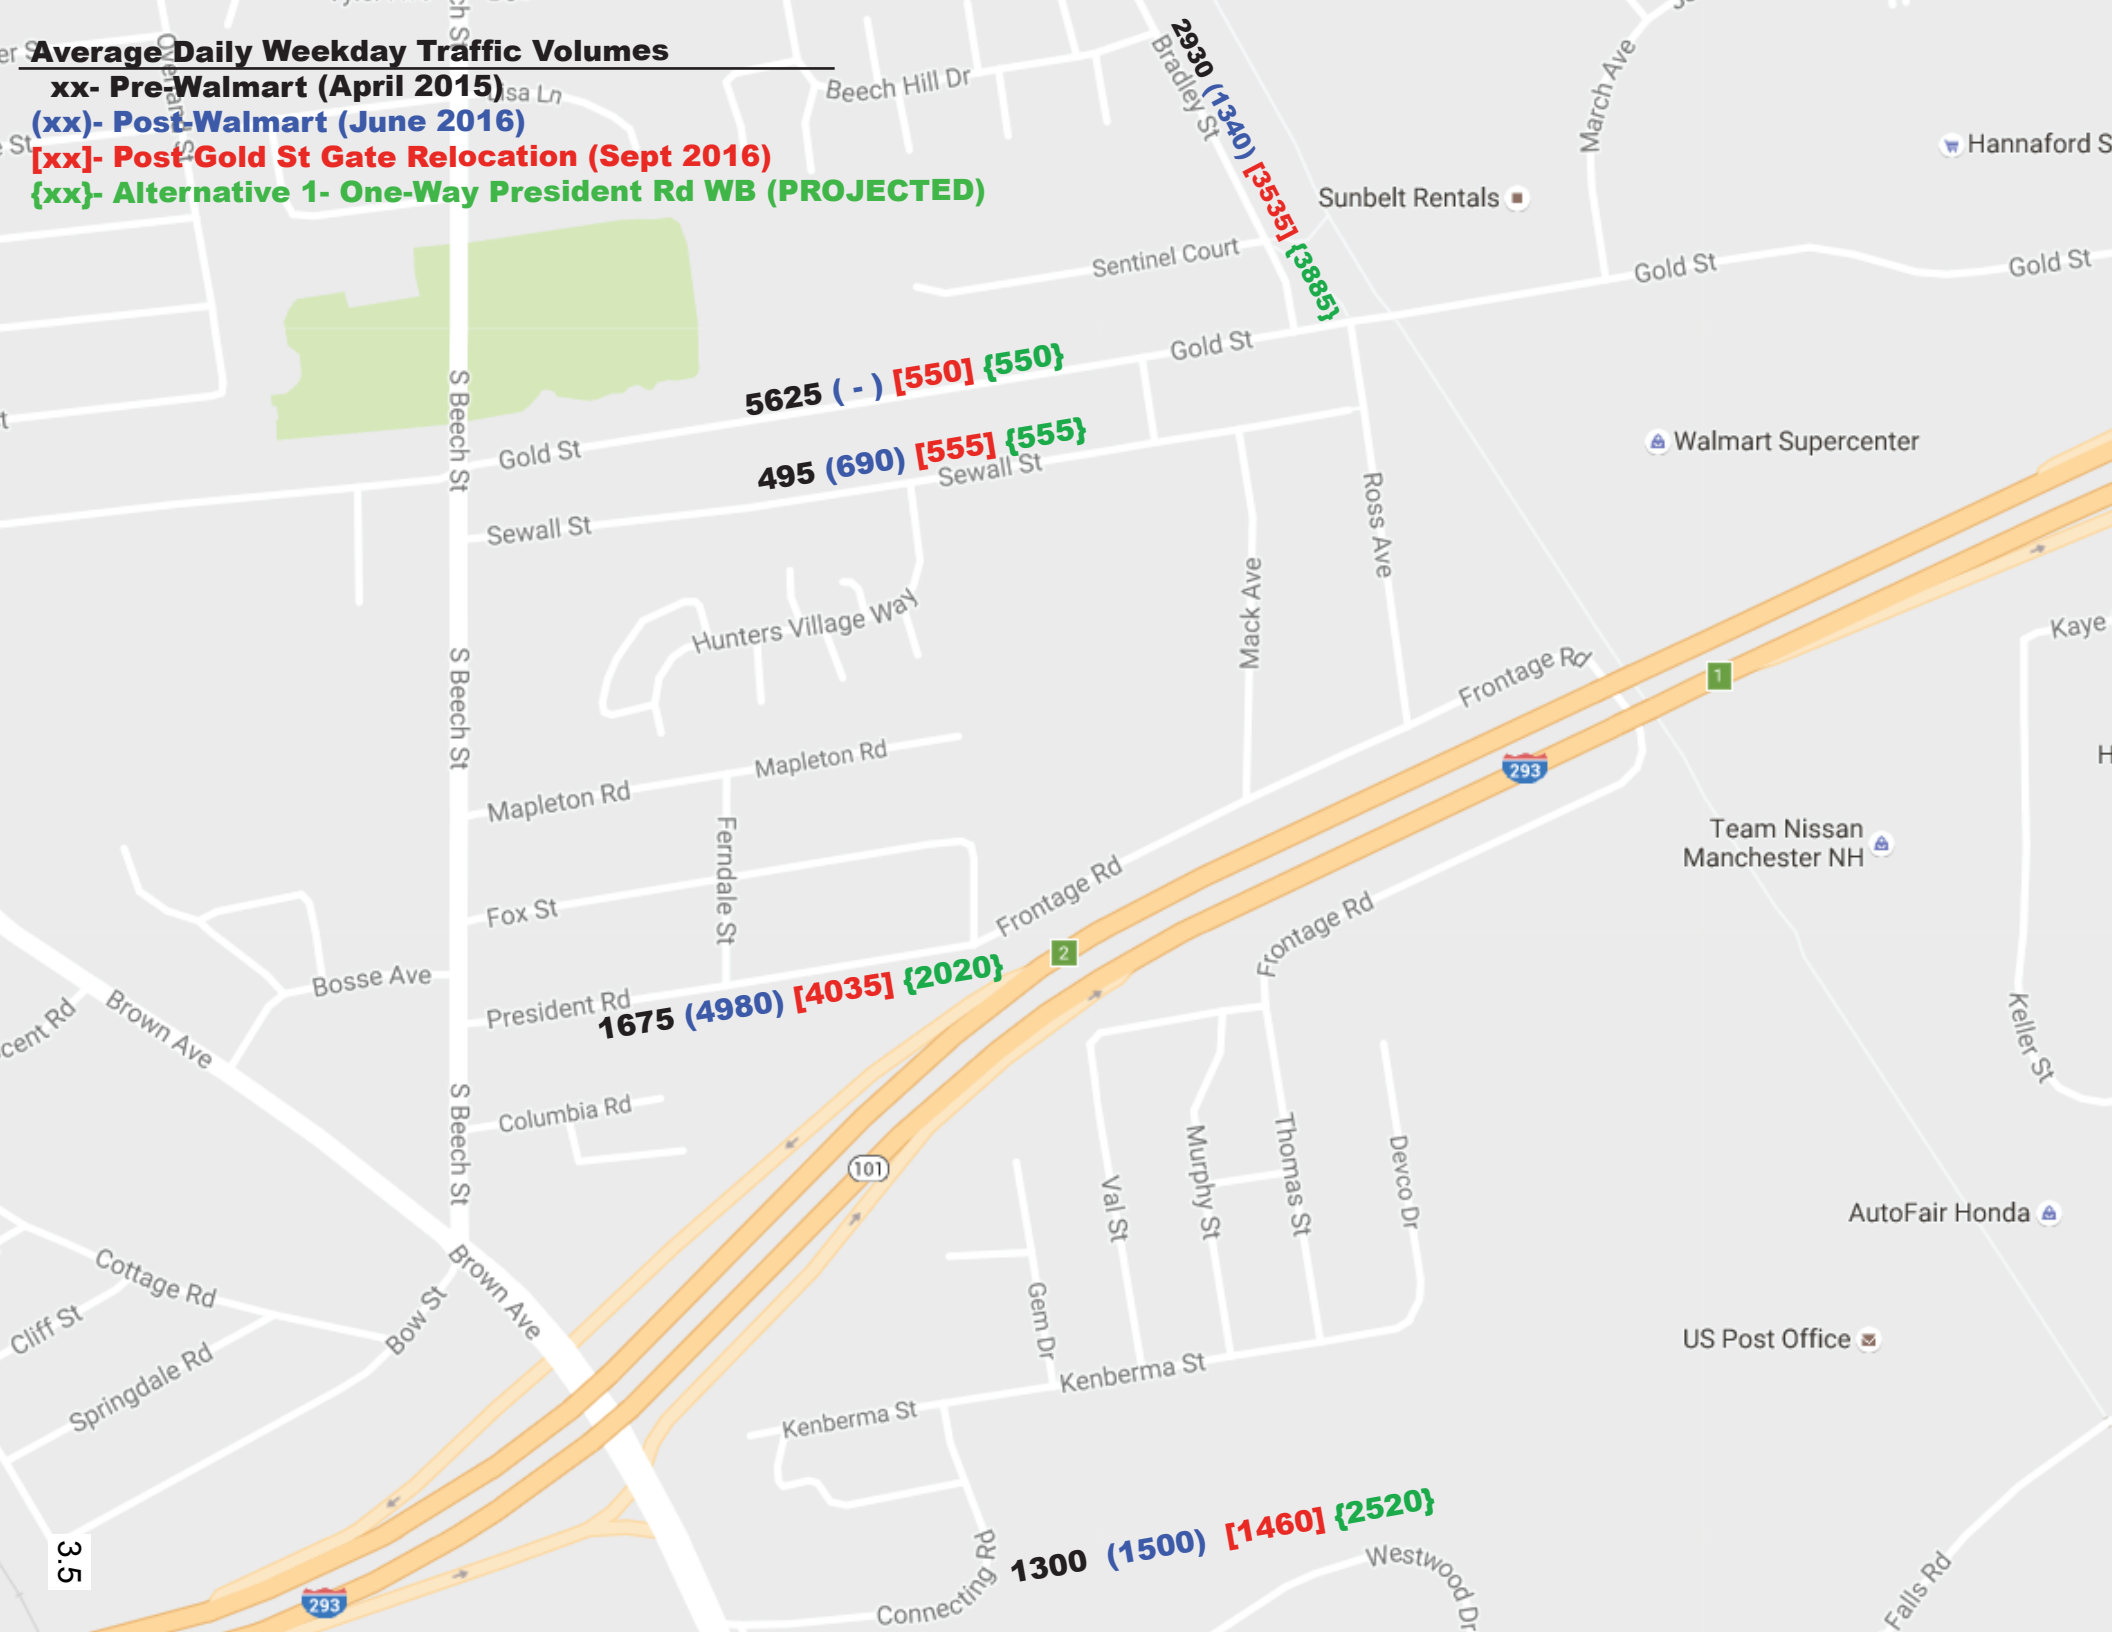 Average Daily Weekday Traffic Volumes
xx- Pre-Walmart (April 2015)
(xx)- Post-Walmart (June 2016)
[xx]- Post Gold St Gate Relocation (Sept 2016)
{xx}- Alternative 1- One-Way President Rd WB (PROJECTED)
Lisa Ln
Beech Hill Dr
Bradley St
2930 (1340) [3535] {3885}
March Ave
Hannaford S
Sunbelt Rentals
Sentinel Court
Gold St
Gold St
Gold St
5625 ( - ) [550] {550}
S Beech St
Gold St
495 (690) [555] {555}
Sewall St
Walmart Supercenter
Sewall St
Ross Ave
Mack Ave
Hunters Village Way
Kaye
S Beech St
Frontage Rd
1
293
Mapleton Rd
Mapleton Rd
Ferndale St
Team Nissan
Manchester NH
H
Fox St
Frontage Rd
Frontage Rd
2
Bosse Ave
President Rd
1675 (4980) [4035] {2020}
Brown Ave
cent Rd
Keller St
S Beech St
Columbia Rd
101
Val St
Murphy St
Thomas St
Devco Dr
AutoFair Honda
Cottage Rd
Brown Ave
Bow St
Cliff St
Springdale Rd
Gem Dr
US Post Office
Kenberma St
Kenberma St
1300 (1500) [1460] {2520}
Connecting Rd
Westwood Dr
Falls Rd
3.5
293